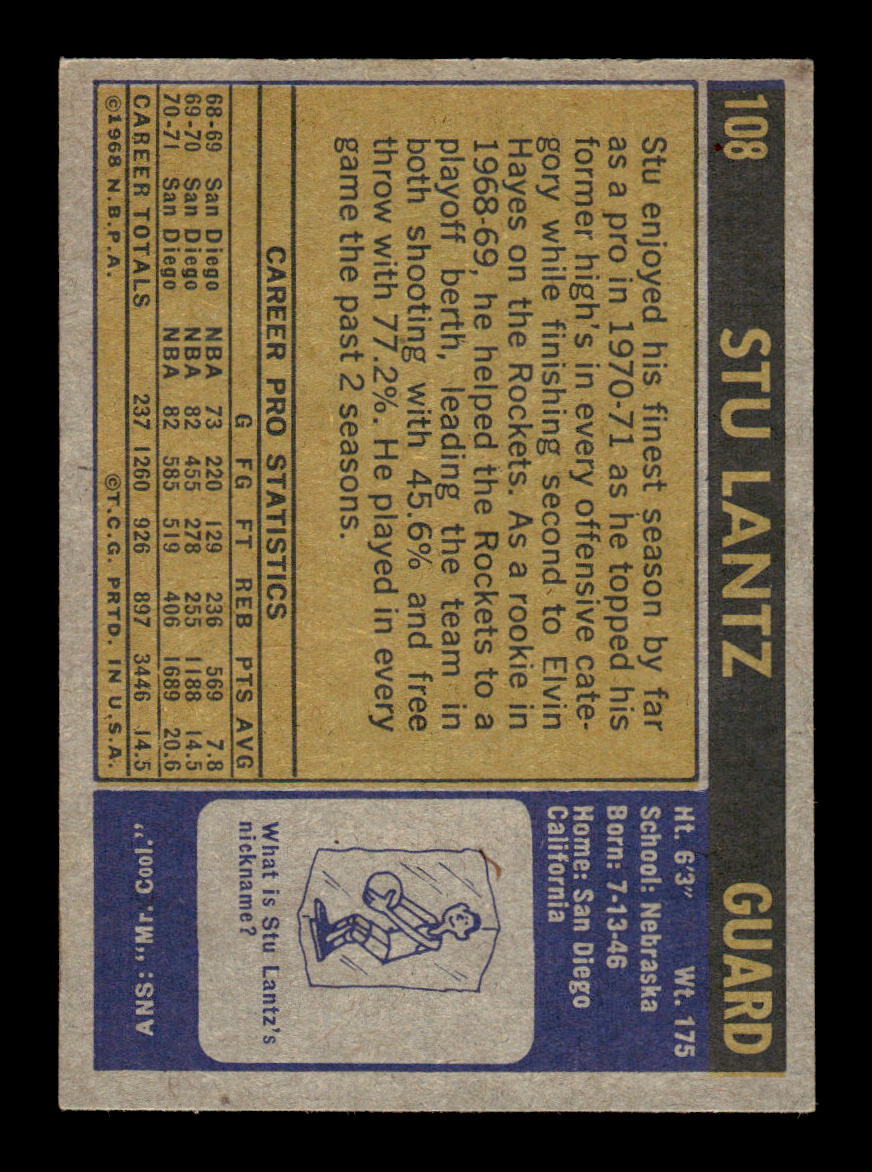 108 STU LANTZ GUARD
Stu enjoyed his finest season by far
as a pro in 1970-71 as he topped his
former high's in every offensive cate-
gory while finishing second to Elvin
Hayes on the Rockets. As a rookie in
1968-69, he helped the Rockets to a
playoff berth, leading the team in
both shooting with 45.6% and free
throw with 77.2%. He played in every
game the past 2 seasons.
CAREER PRO STATISTICS
G FG FT REB PTS AVG
68-69 San Diego NBA 73 220 129 236 569 7.8
69-70 San Diego NBA 82 455 278 255 1188 14.5
70-71 San Diego NBA 82 585 519 406 1689 20.6
CAREER TOTALS 237 1260 926 897 3446 14.5
©1968 N.B.P.A. ©T.C.G. PRTD. IN U.S.A.
Ht. 6'3" Wt. 175
School: Nebraska
Born: 7-13-46
Home: San Diego
California
What is Stu Lantz's
nickname?
ANS: "Mr. Cool."